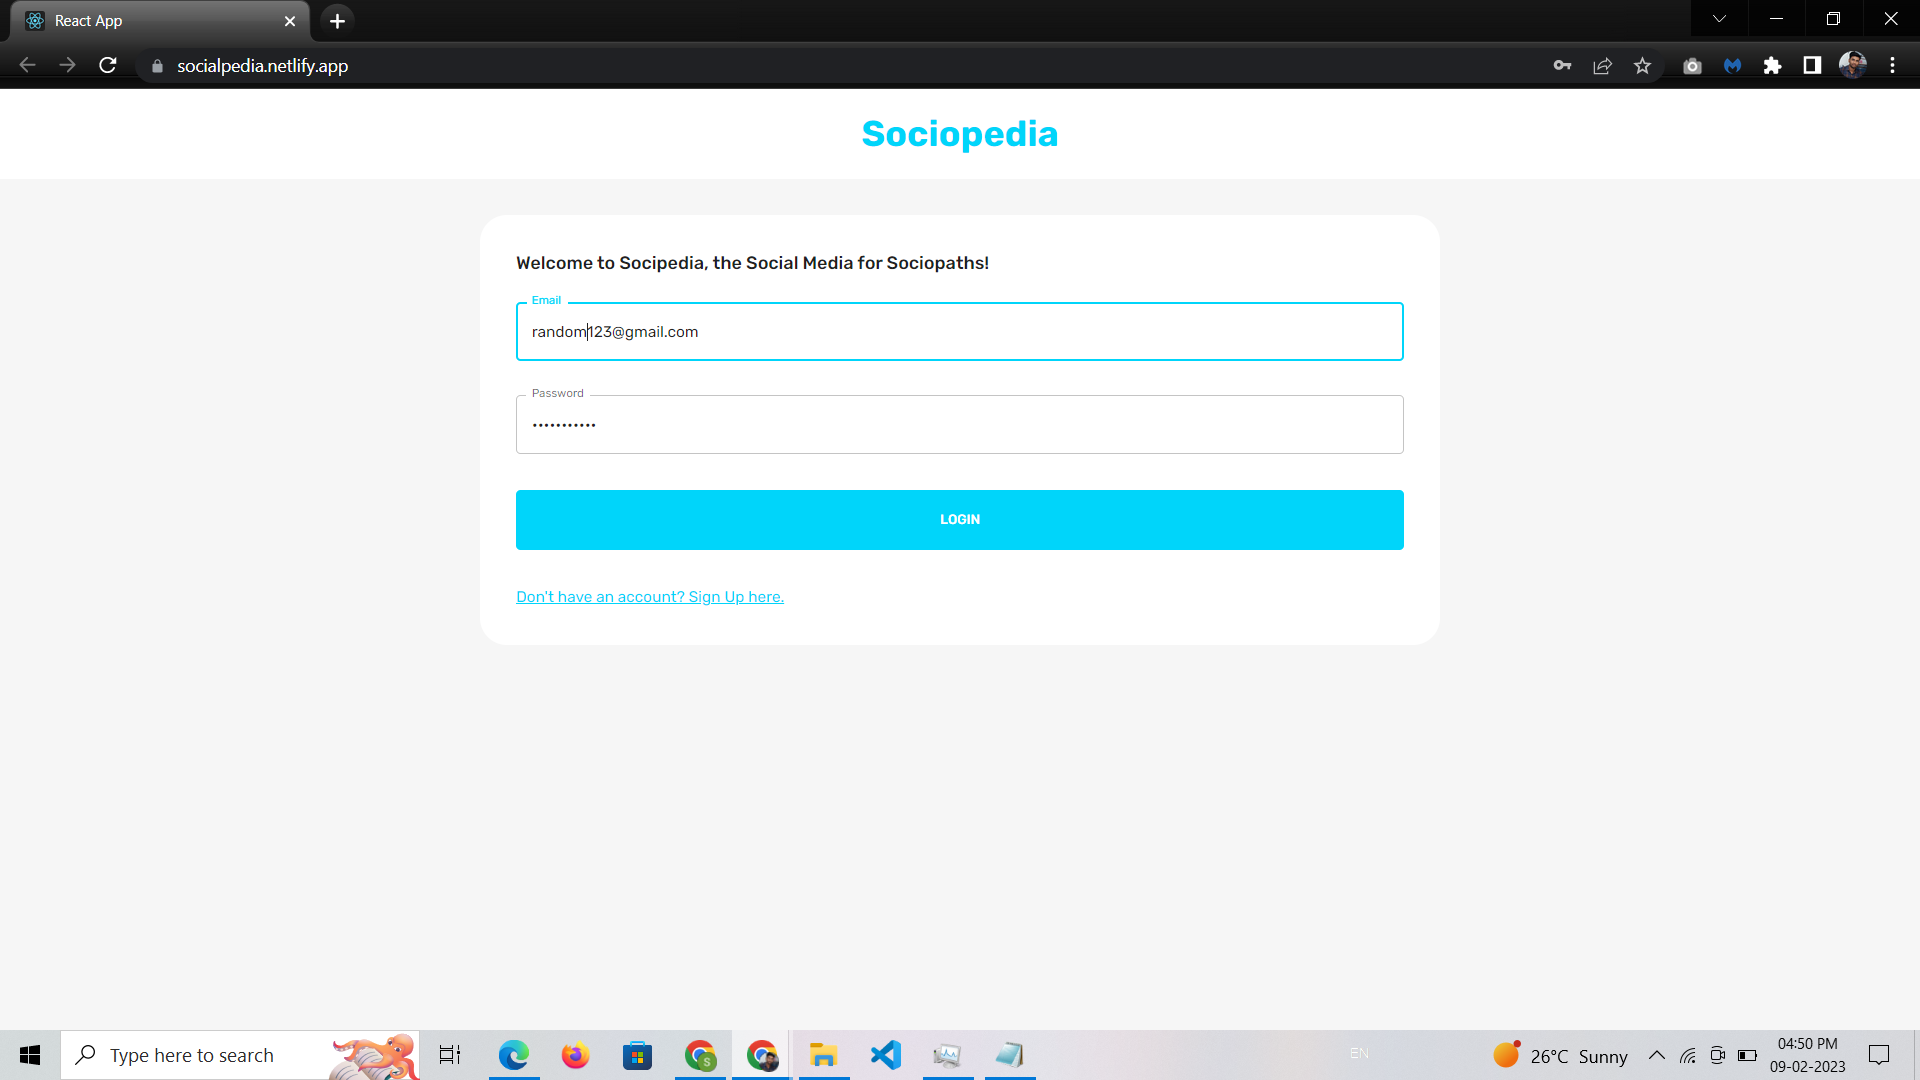 React App
socialpedia.netlify.app
Sociopedia
Welcome to Socipedia, the Social Media for Sociopaths!
Email
random123@gmail.com
Password
•••••••••••
LOGIN
Don't have an account? Sign Up here.
Type here to search
S
EN
26°C Sunny
04:50 PM
09-02-2023